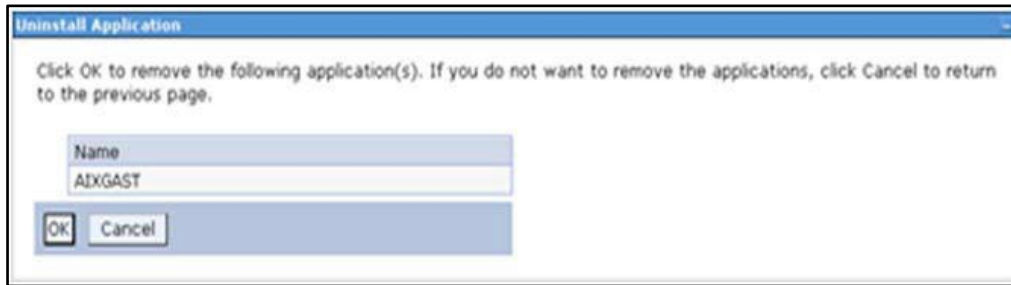 Uninstall Application
Click OK to remove the following application(s). If you do not want to remove the applications, click Cancel to return
to the previous page.
Name
AIXGAST
OK Cancel